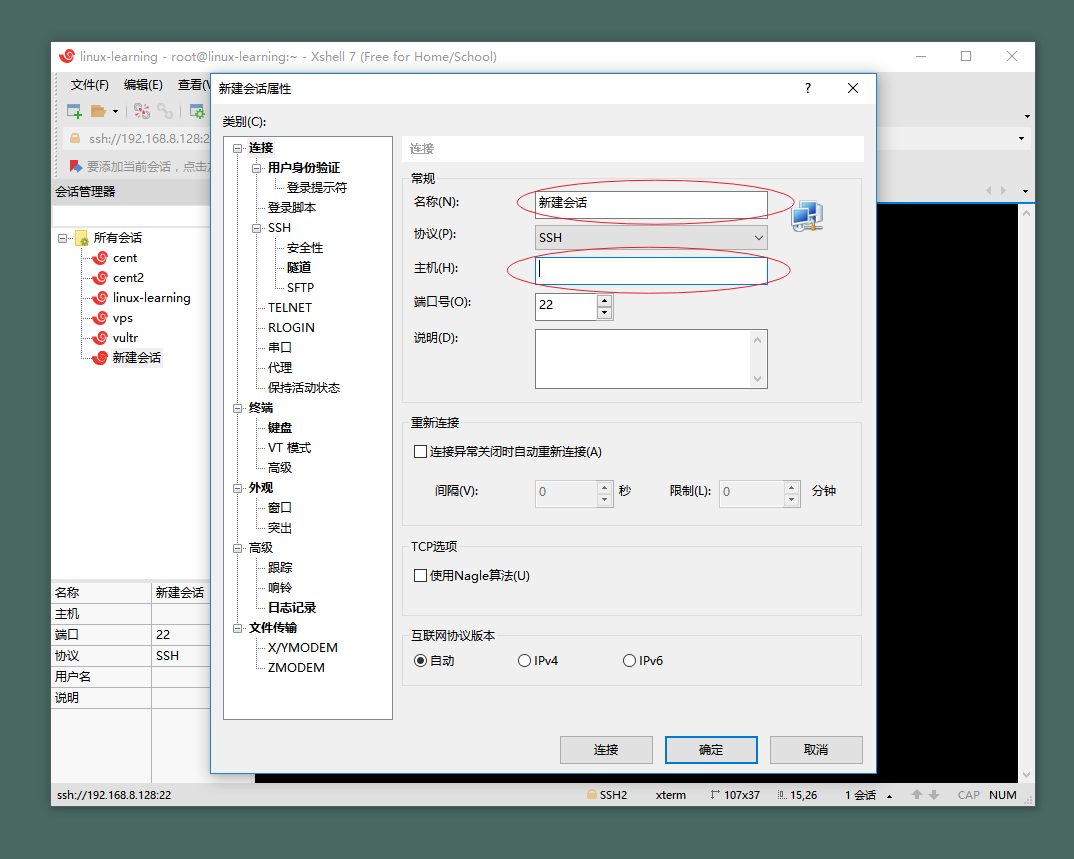 linux-learning - root@linux-learning:~ - Xshell 7 (Free for Home/School)
文件(F) 编辑(E) 查看(V
ssh://192.168.8.128:2
要添加当前会话，点击
会话管理器
所有会话
cent
cent2
linux-learning
vps
vultr
新建会话
名称 新建会话
主机
端口 22
协议 SSH
用户名
说明
新建会话属性
?
类别(C):
连接
用户身份验证
登录提示符
登录脚本
SSH
安全性
隧道
SFTP
TELNET
RLOGIN
串口
代理
保持活动状态
终端
键盘
VT 模式
高级
外观
窗口
突出
高级
跟踪
响铃
日志记录
文件传输
X/YMODEM
ZMODEM
连接
常规
名称(N): 新建会话
协议(P): SSH
主机(H):
端口号(O): 22
说明(D):
重新连接
连接异常关闭时自动重新连接(A)
间隔(V): 0 秒 限制(L): 0 分钟
TCP选项
使用Nagle算法(U)
互联网协议版本
自动 IPv4 IPv6
连接 确定 取消
ssh://192.168.8.128:22 SSH2 xterm 107x37 15,26 1 会话 CAP NUM